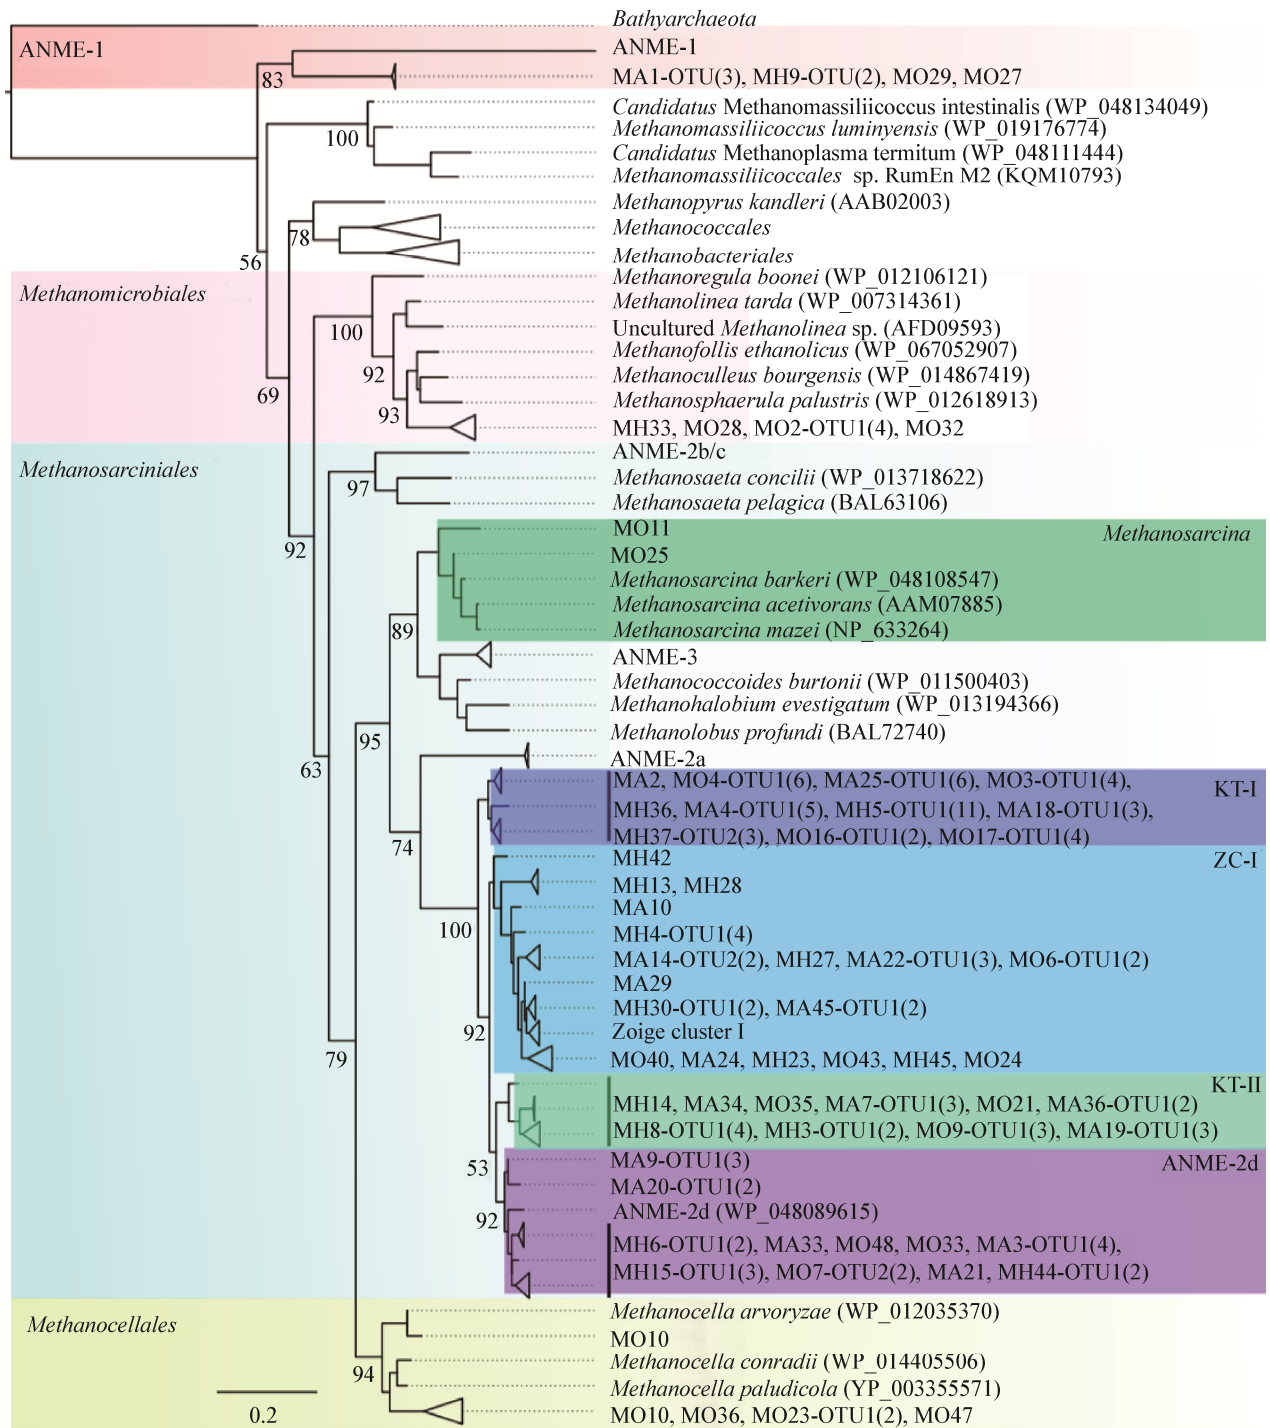 Bathyarchaeota
ANME-1
ANME-1
83
MA1-OTU(3), MH9-OTU(2), MO29, MO27
Candidatus Methanomassiliicoccus intestinalis (WP_048134049)
Methanomassiliicoccus luminyensis (WP_019176774)
100
Candidatus Methanoplasma termitum (WP_048111444)
Methanomassiliicoccales sp. RumEn M2 (KQM10793)
Methanopyrus kandleri (AAB02003)
Methanococcales
78
Methanobacteriales
56
Methanoregula boonei (WP_012106121)
Methanomicrobiales
Methanolinea tarda (WP_007314361)
Uncultured Methanolinea sp. (AFD09593)
100
Methanofollis ethanolicus (WP_067052907)
92
Methanoculleus bourgensis (WP_014867419)
69
Methanosphaerula palustris (WP_012618913)
93
MH33, MO28, MO2-OTU1(4), MO32
ANME-2b/c
Methanosarciniales
Methanosaeta concilii (WP_013718622)
97
Methanosaeta pelagica (BAL63106)
MO11
Methanosarcina
92
MO25
Methanosarcina barkeri (WP_048108547)
Methanosarcina acetivorans (AAM07885)
89
Methanosarcina mazei (NP_633264)
ANME-3
Methanococcoides burtonii (WP_011500403)
Methanohalobium evestigatum (WP_013194366)
Methanolobus profundi (BAL72740)
95
ANME-2a
63
MA2, MO4-OTU1(6), MA25-OTU1(6), MO3-OTU1(4),
KT-I
MH36, MA4-OTU1(5), MH5-OTU1(11), MA18-OTU1(3),
MH37-OTU2(3), MO16-OTU1(2), MO17-OTU1(4)
74
MH42
ZC-I
MH13, MH28
MA10
100
MH4-OTU1(4)
MA14-OTU2(2), MH27, MA22-OTU1(3), MO6-OTU1(2)
MA29
MH30-OTU1(2), MA45-OTU1(2)
92
Zoige cluster I
79
MO40, MA24, MH23, MO43, MH45, MO24
KT-II
MH14, MA34, MO35, MA7-OTU1(3), MO21, MA36-OTU1(2)
MH8-OTU1(4), MH3-OTU1(2), MO9-OTU1(3), MA19-OTU1(3)
53
MA9-OTU1(3)
ANME-2d
MA20-OTU1(2)
92
ANME-2d (WP_048089615)
MH6-OTU1(2), MA33, MO48, MO33, MA3-OTU1(4),
MH15-OTU1(3), MO7-OTU2(2), MA21, MH44-OTU1(2)
Methanocella arvoryzae (WP_012035370)
Methanocellales
MO10
Methanocella conradii (WP_014405506)
94
Methanocella paludicola (YP_003355571)
0.2
MO10, MO36, MO23-OTU1(2), MO47